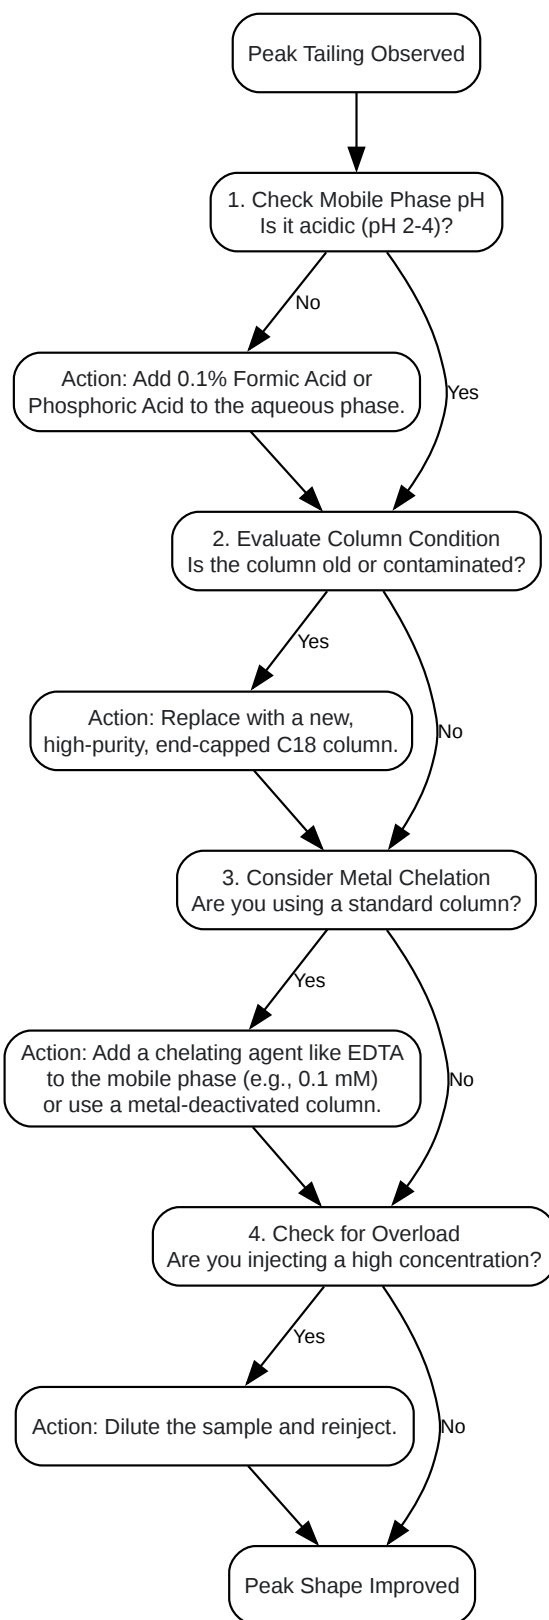 Peak Tailing Observed
1. Check Mobile Phase pH
Is it acidic (pH 2-4)?
No
Yes
Action: Add 0.1% Formic Acid or
Phosphoric Acid to the aqueous phase.
2. Evaluate Column Condition
Is the column old or contaminated?
Yes
No
Action: Replace with a new,
high-purity, end-capped C18 column.
3. Consider Metal Chelation
Are you using a standard column?
Yes
No
Action: Add a chelating agent like EDTA
to the mobile phase (e.g., 0.1 mM)
or use a metal-deactivated column.
4. Check for Overload
Are you injecting a high concentration?
Yes
No
Action: Dilute the sample and reinject.
Peak Shape Improved